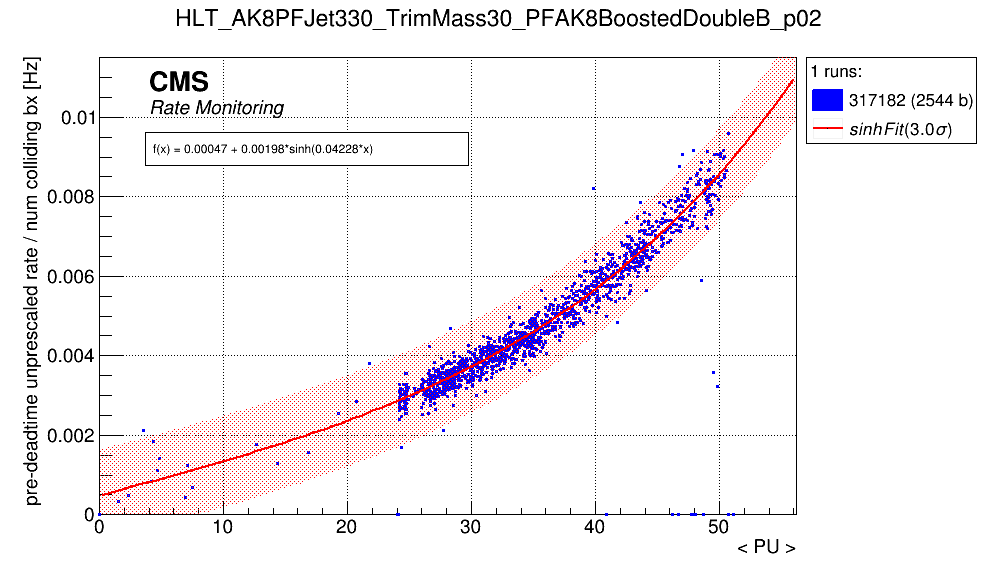 HLT_AK8PFJet330_TrimMass30_PFAK8BoostedDoubleB_p02
pre-deadtime unprescaled rate / num colliding bx [Hz]
CMS
Rate Monitoring
f(x) = 0.00047 + 0.00198*sinh(0.04228*x)
1 runs:
317182 (2544 b)
sinhFit(3.0σ)
0.01
0.008
0.006
0.004
0.002
0
0
10
20
30
40
50
< PU >